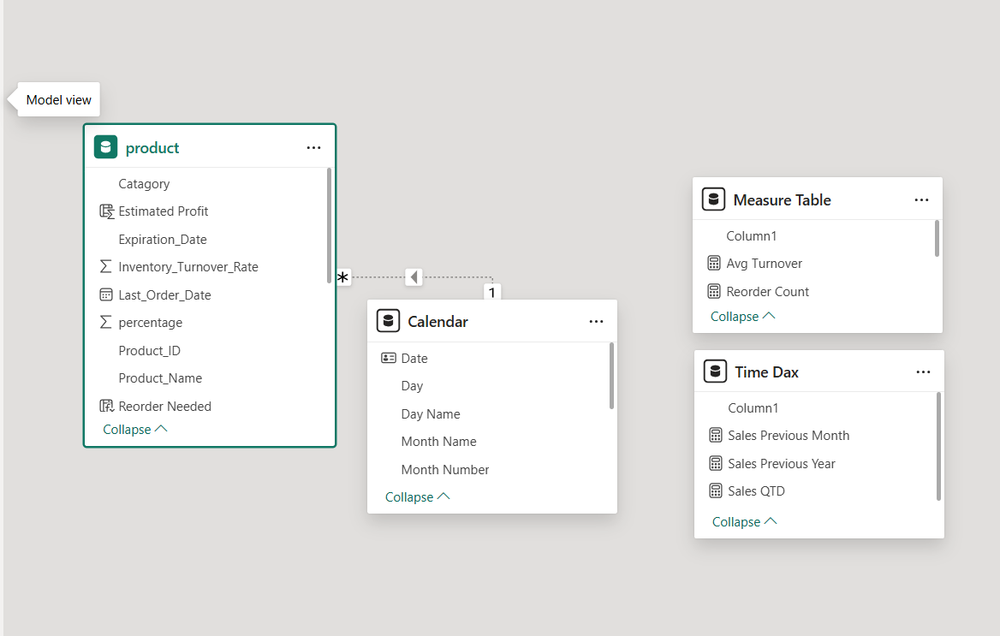 Model view
product
Catagory
Estimated Profit
Expiration_Date
Inventory_Turnover_Rate
Last_Order_Date
percentage
Product_ID
Product_Name
Reorder Needed
Collapse
*
1
Calendar
Date
Day
Day Name
Month Name
Month Number
Collapse
Measure Table
Column1
Avg Turnover
Reorder Count
Collapse
Time Dax
Column1
Sales Previous Month
Sales Previous Year
Sales QTD
Collapse